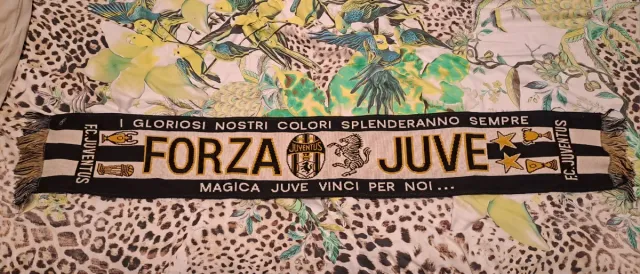 I GLORIOSI NOSTRI COLORI SPLENDERANNO SEMPRE
F.C. JUVENTUS
FORZA
JUVENTUS
JUVE
F.C. JUVENTUS
MAGICA JUVE VINCI PER NOI...